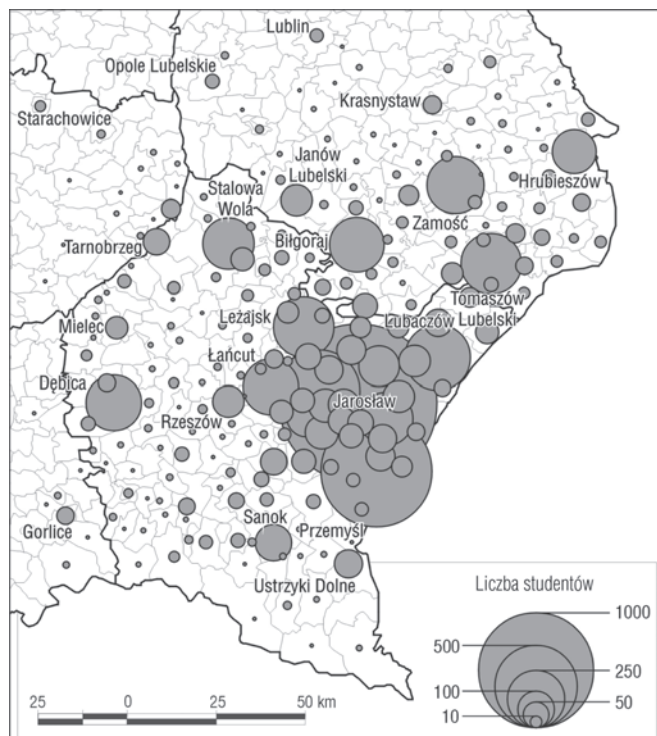 Lublin
Opole Lubelskie
Krasnystaw
Starachowice
Janów
Lubelski
Stalowa
Wola
Hrubieszów
Zamość
Tarnobrzeg
Biłgoraj
Leżajsk
Tomaszów
Lubelski
Lubaczów
Mielec
Łańcut
Dębica
Jarosław
Rzeszów
Gorlice
Sanok
Przemyśl
Ustrzyki Dolne
Liczba studentów
1000
500
250
100
50
10
25 0 25 50 km